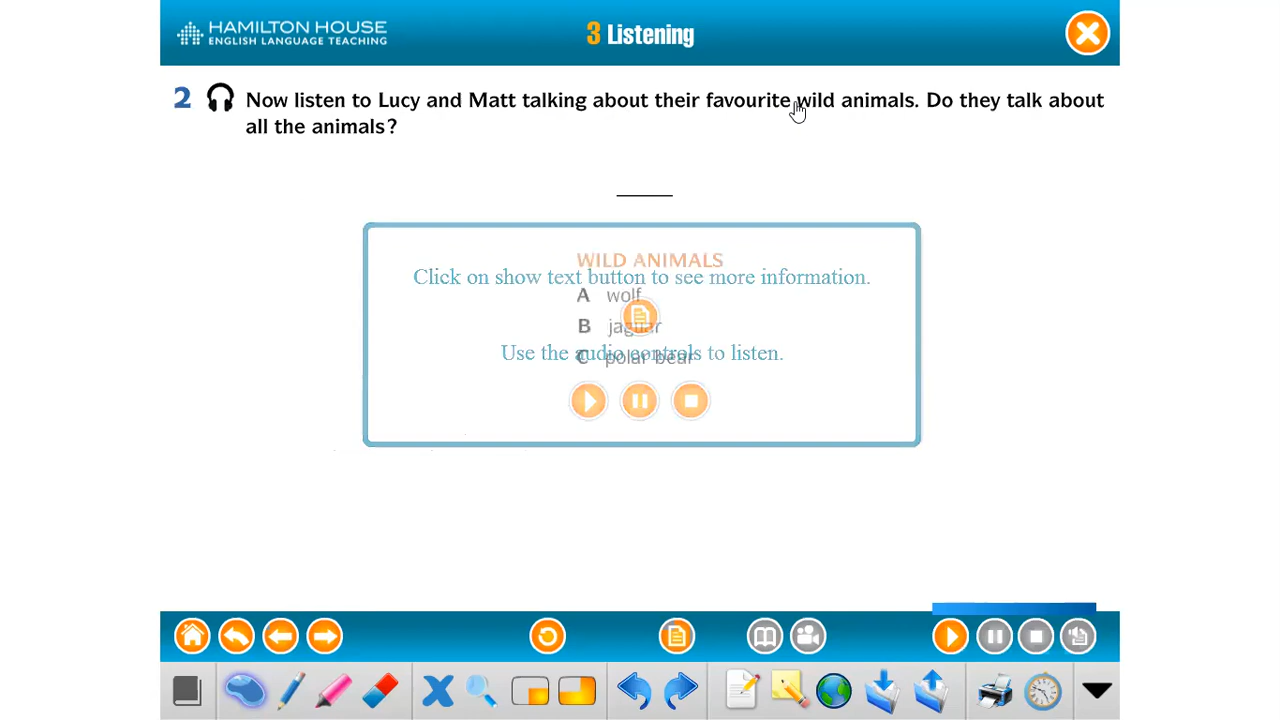 HAMILTON HOUSE
ENGLISH LANGUAGE TEACHING
3 Listening
2 Now listen to Lucy and Matt talking about their favourite wild animals. Do they talk about
all the animals?
WILD ANIMALS
Click on show text button to see more information.
A wolf
B jaguar
Use the audio controls to listen.
C polar bear